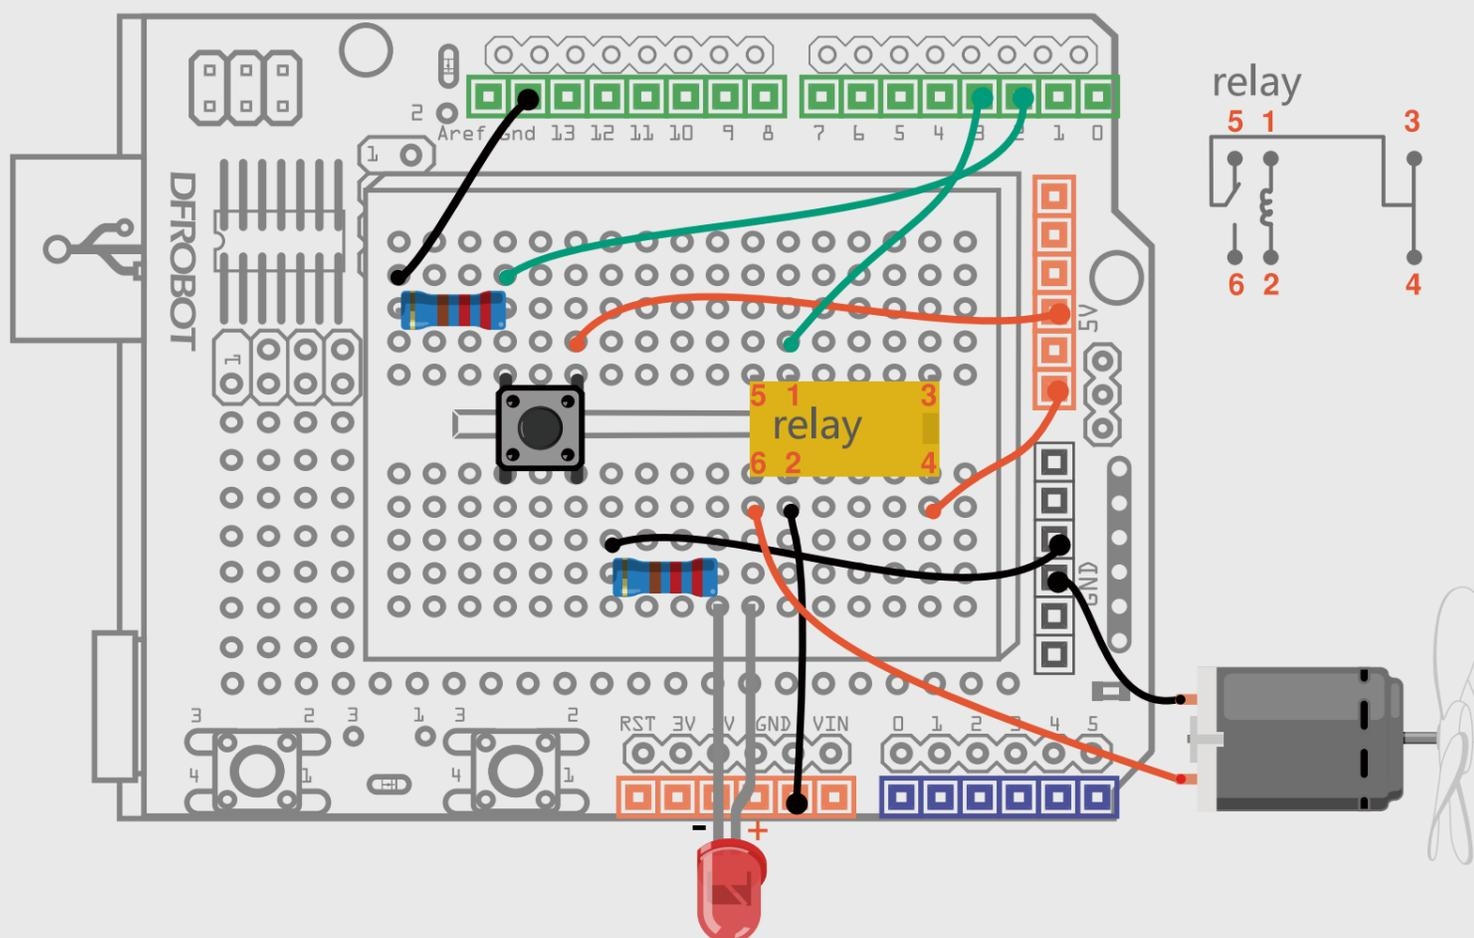 relay
5 1 3
6 2 4
2
Aref Gnd 13 12 11 10 9 8 7 6 5 4 3 2 1 0
1
DFROBOT
5V
1
5 1 3
relay
6 2 4
GND
3 2 3 1 3 2
RST 3V 5V GND VIN 0 1 2 3 4 5
4 1 4 1
- +